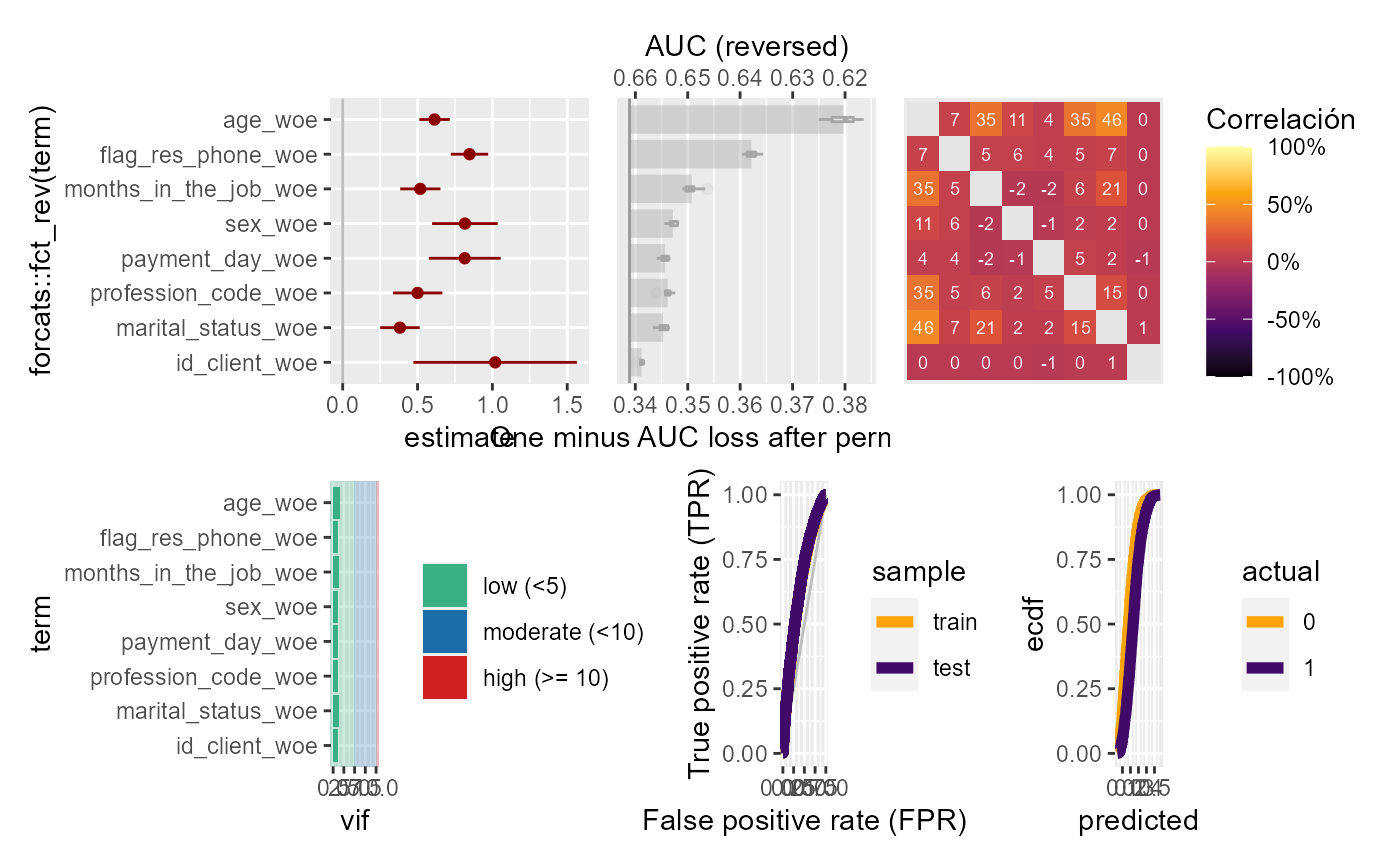 AUC (reversed)
0.66 0.65 0.64 0.63 0.62
forcats::fct_rev(term)
age_woe
flag_res_phone_woe
months_in_the_job_woe
sex_woe
payment_day_woe
profession_code_woe
marital_status_woe
id_client_woe
0.0 0.5 1.0 1.5
estimate
0.34 0.35 0.36 0.37 0.38
One minus AUC loss after perm
7 35 11 4 35 46 0
7 5 6 4 5 7 0
35 5 -2 -2 6 21 0
11 6 -2 -1 2 2 0
4 4 -2 -1 5 2 -1
35 5 6 2 5 15 0
46 7 21 2 2 15 1
0 0 0 0 -1 0 1
Correlación
100%
50%
0%
-50%
-100%
term
age_woe
flag_res_phone_woe
months_in_the_job_woe
sex_woe
payment_day_woe
profession_code_woe
marital_status_woe
id_client_woe
vif
low (<5)
moderate (<10)
high (>= 10)
True positive rate (TPR)
1.00
0.75
0.50
0.25
0.00
False positive rate (FPR)
sample
train
test
ecdf
1.00
0.75
0.50
0.25
0.00
predicted
actual
0
1